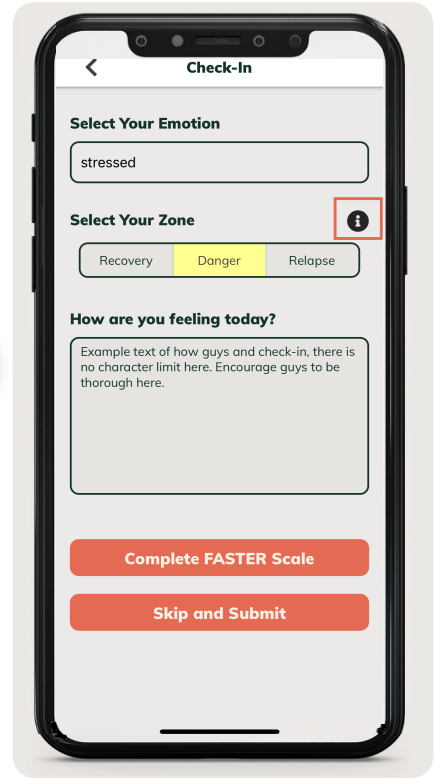 Check-In
Select Your Emotion
stressed
Select Your Zone
Recovery Danger Relapse
How are you feeling today?
Example text of how guys and check-in, there is
no character limit here. Encourage guys to be
thorough here.
Complete FASTER Scale
Skip and Submit